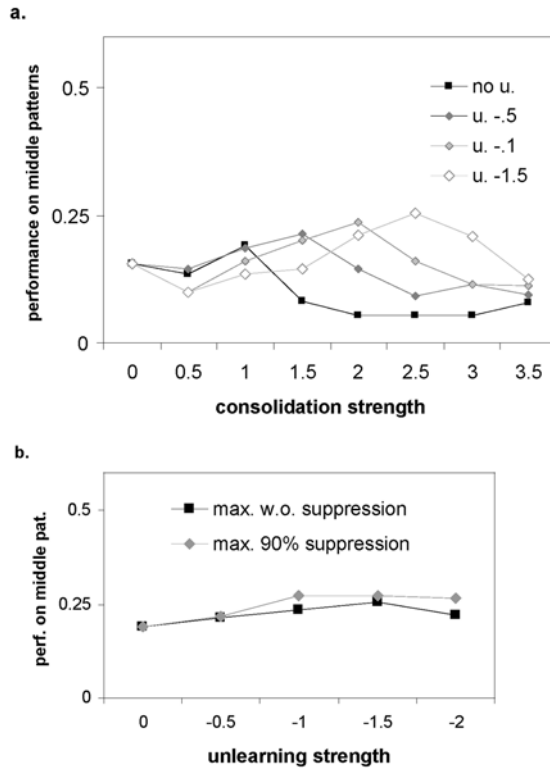 a.
performance on middle patterns
0.5
0.25
0
no u.
u. -.5
u. -.1
u. -1.5
0 0.5 1 1.5 2 2.5 3 3.5
consolidation strength
b.
perf. on middle pat.
0.5
0.25
0
max. w.o. suppression
max. 90% suppression
0 -0.5 -1 -1.5 -2
unlearning strength